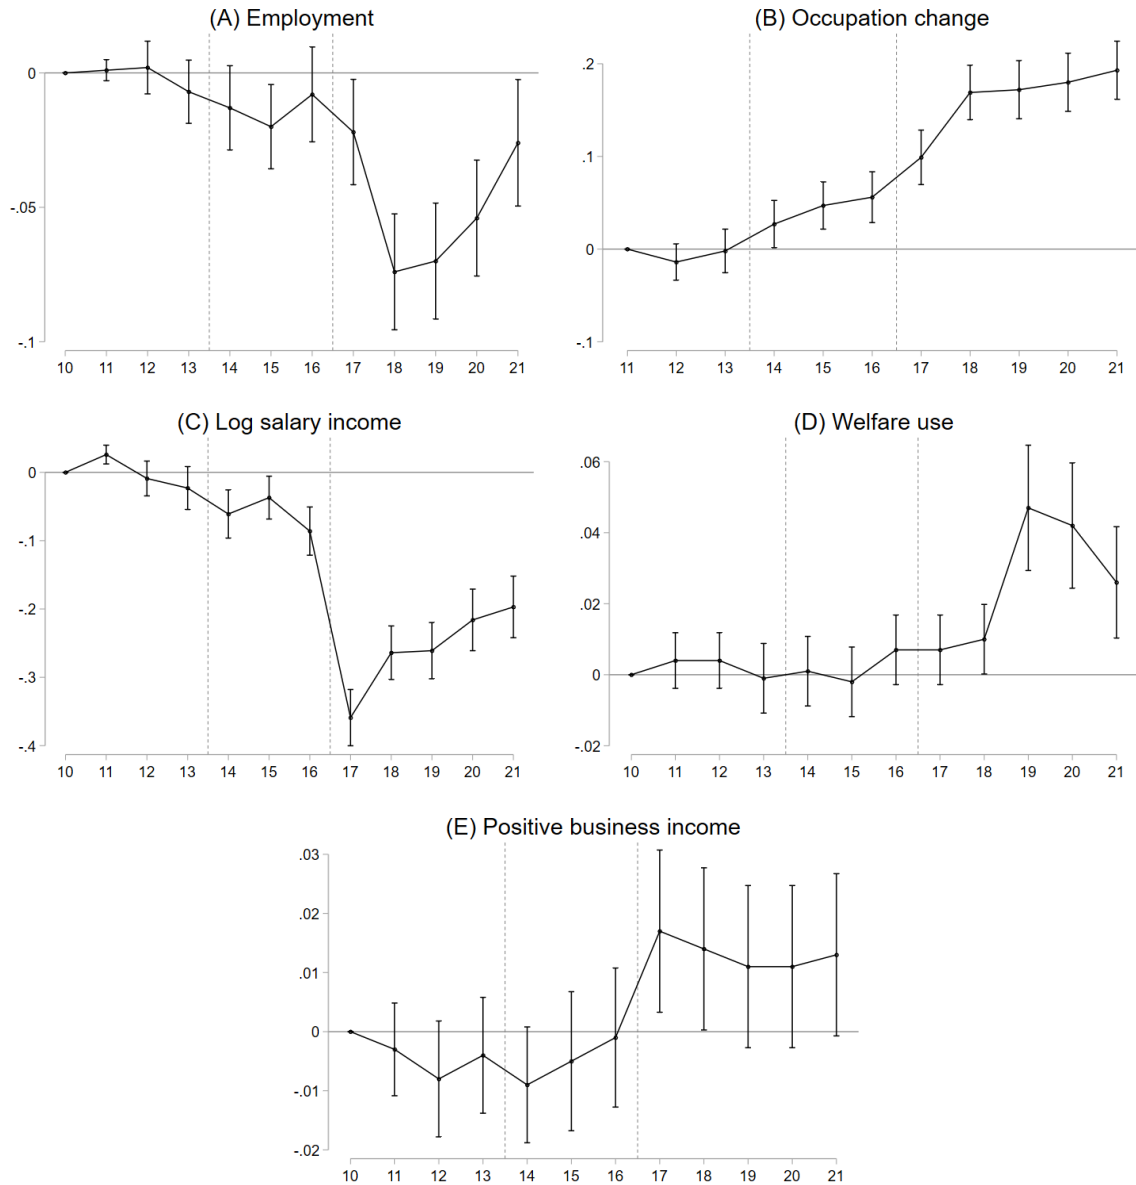 (A) Employment
0
-.05
-.1
10 11 12 13 14 15 16 17 18 19 20 21
(B) Occupation change
.2
.1
0
-.1
11 12 13 14 15 16 17 18 19 20 21
(C) Log salary income
0
-.1
-.2
-.3
-.4
10 11 12 13 14 15 16 17 18 19 20 21
(D) Welfare use
.06
.04
.02
0
-.02
10 11 12 13 14 15 16 17 18 19 20 21
(E) Positive business income
.03
.02
.01
0
-.01
-.02
10 11 12 13 14 15 16 17 18 19 20 21